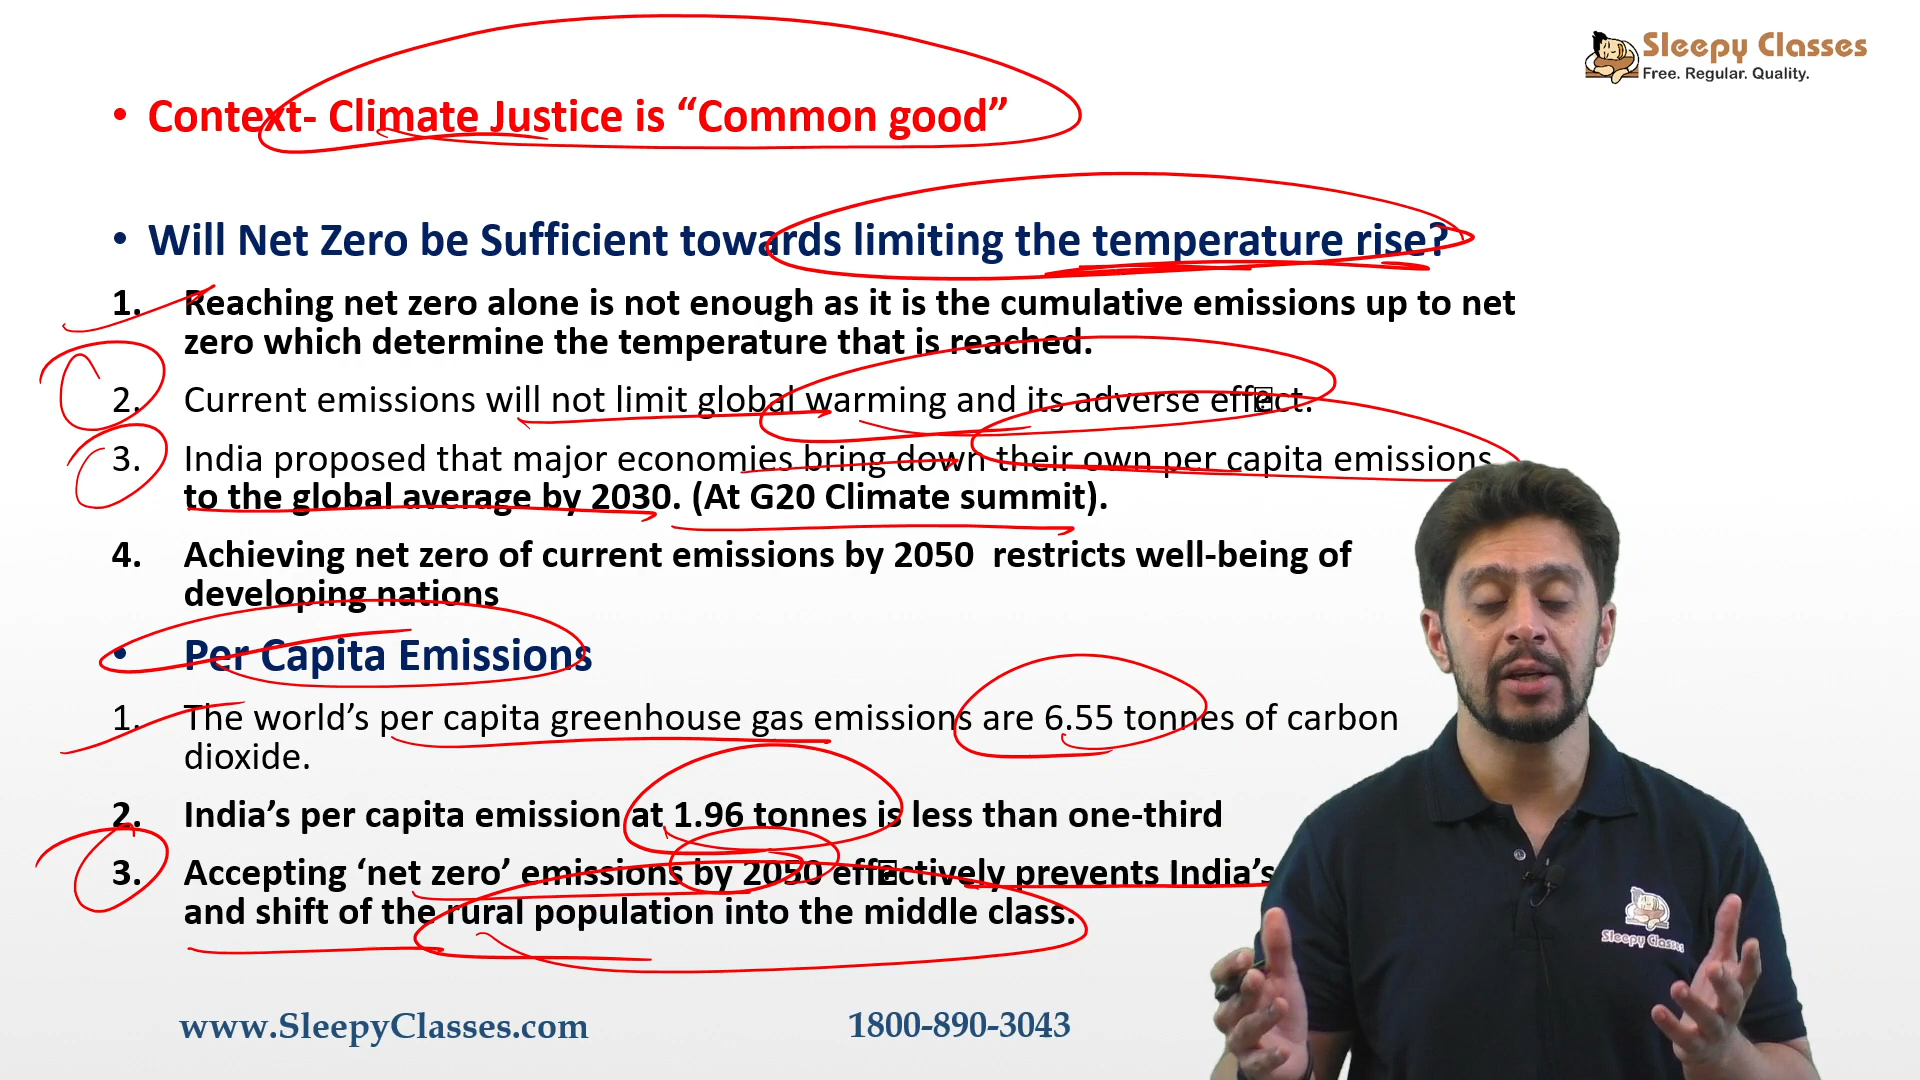 Sleepy Classes
Free. Regular. Quality.
• Context- Climate Justice is “Common good”
• Will Net Zero be Sufficient towards limiting the temperature rise?
1. Reaching net zero alone is not enough as it is the cumulative emissions up to net
zero which determine the temperature that is reached.
2. Current emissions will not limit global warming and its adverse effect.
3. India proposed that major economies bring down their own per capita emissions
to the global average by 2030. (At G20 Climate summit).
4. Achieving net zero of current emissions by 2050 restricts well-being of
developing nations
• Per Capita Emissions
1. The world’s per capita greenhouse gas emissions are 6.55 tonnes of carbon
dioxide.
2. India’s per capita emission at 1.96 tonnes is less than one-third
3. Accepting ‘net zero’ emissions by 2050 effectively prevents India’s
and shift of the rural population into the middle class.
Sleepy Classes
www.SleepyClasses.com
1800-890-3043